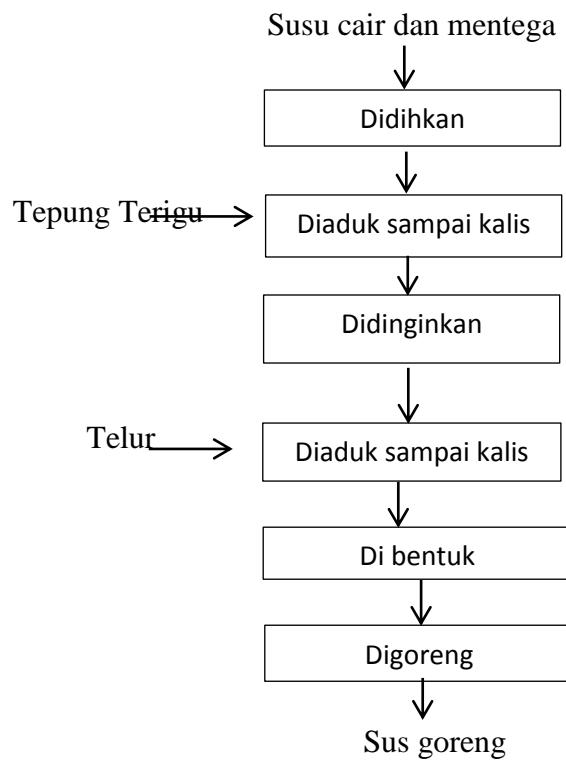 Susu cair dan mentega
Didihkan
Tepung Terigu
Diaduk sampai kalis
Didinginkan
Telur
Diaduk sampai kalis
Di bentuk
Digoreng
Sus goreng